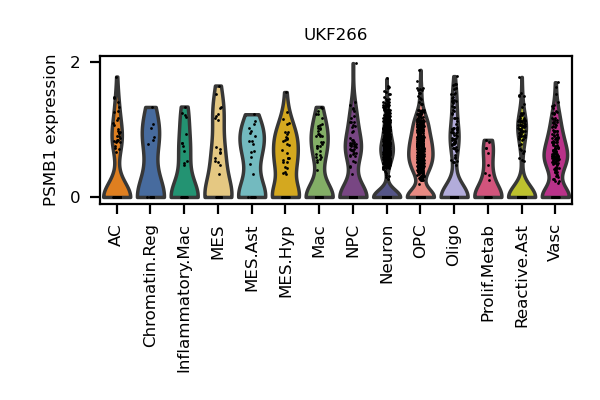 UKF266
PSMB1 expression
2
0
AC
Chromatin.Reg
Inflammatory.Mac
MES
MES.Ast
MES.Hyp
Mac
NPC
Neuron
OPC
Oligo
Prolif.Metab
Reactive.Ast
Vasc